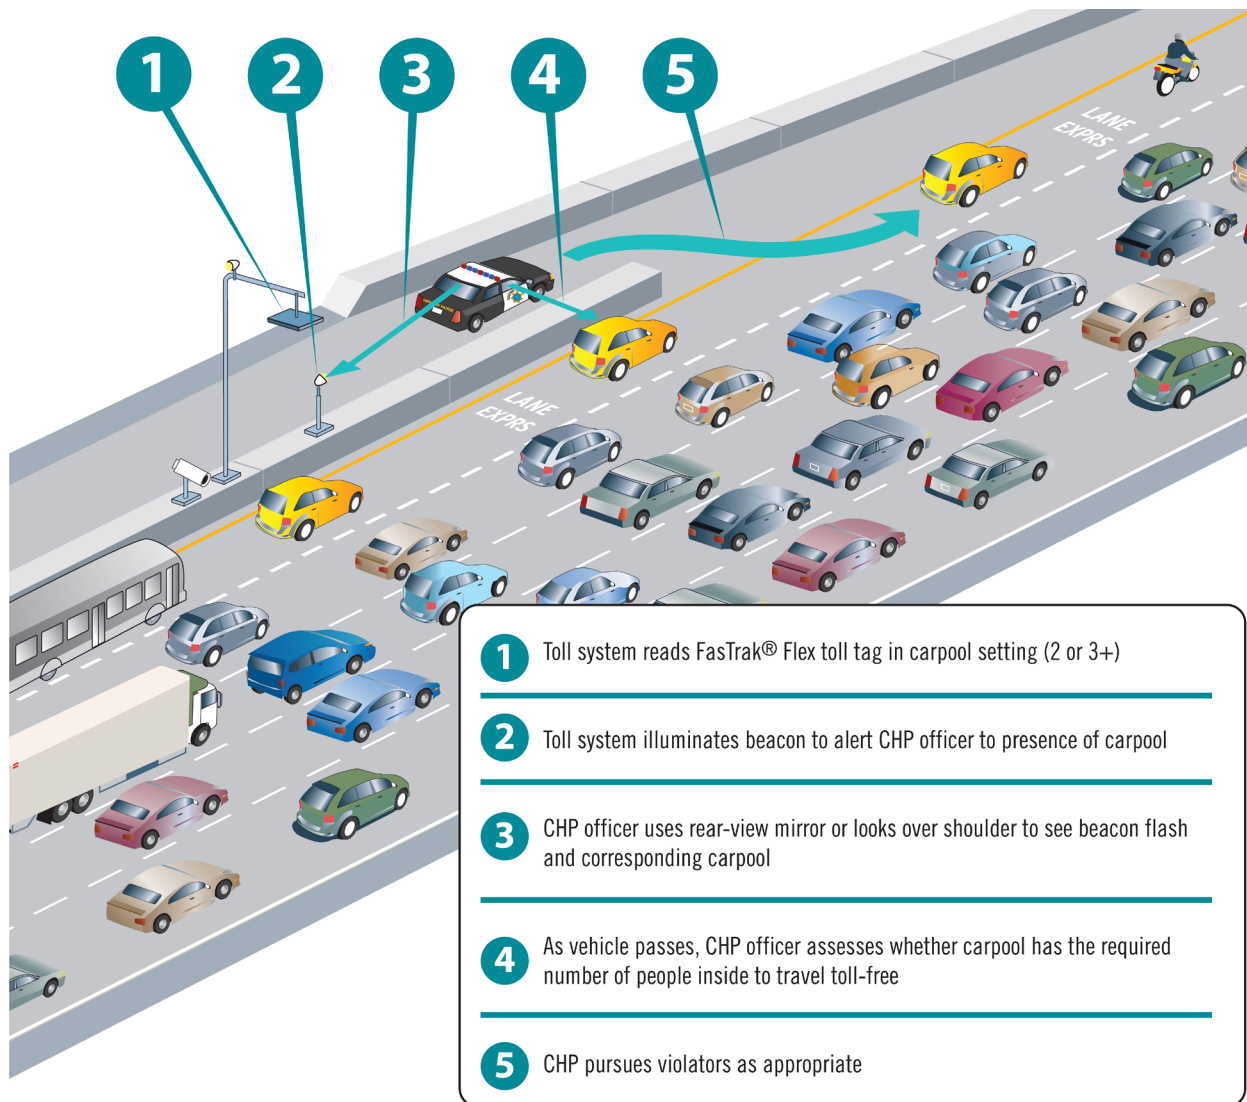 1 2 3 4 5
LANE
EXPRS
LANE
EXPRS
1 Toll system reads FasTrak® Flex toll tag in carpool setting (2 or 3+)
2 Toll system illuminates beacon to alert CHP officer to presence of carpool
3 CHP officer uses rear-view mirror or looks over shoulder to see beacon flash
and corresponding carpool
4 As vehicle passes, CHP officer assesses whether carpool has the required
number of people inside to travel toll-free
5 CHP pursues violators as appropriate